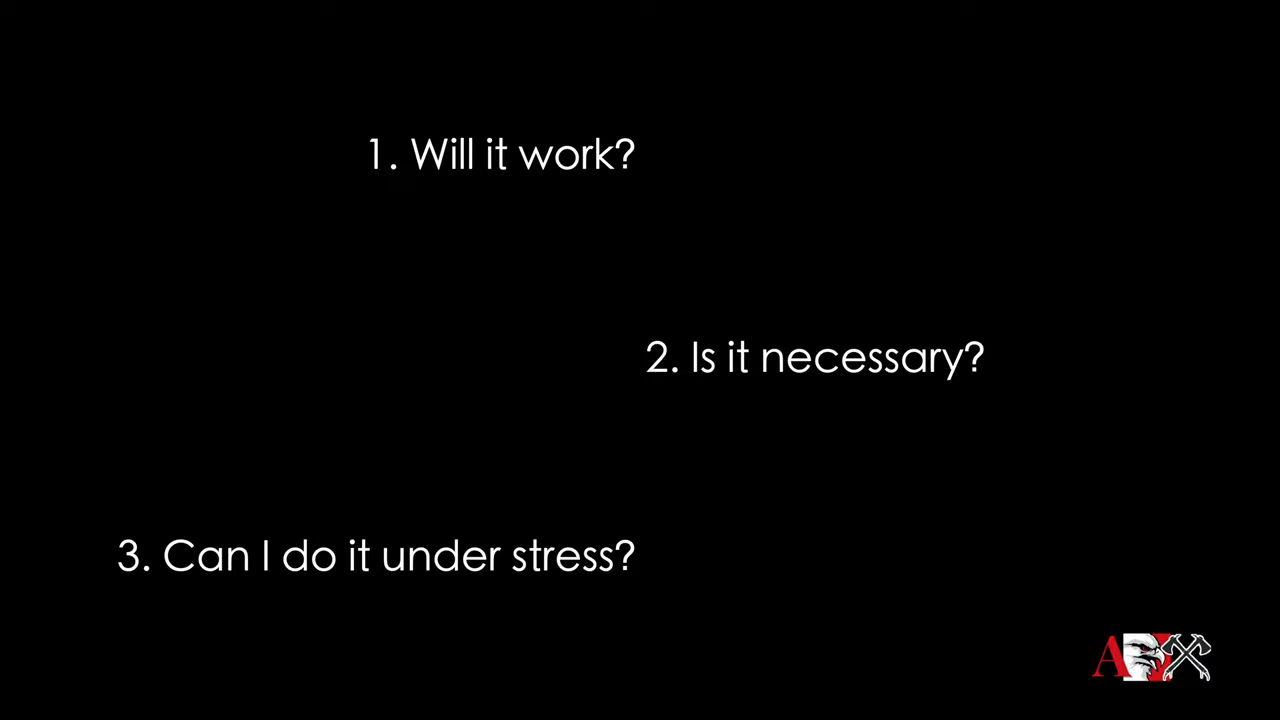 1. Will it work?
2. Is it necessary?
3. Can I do it under stress?
A